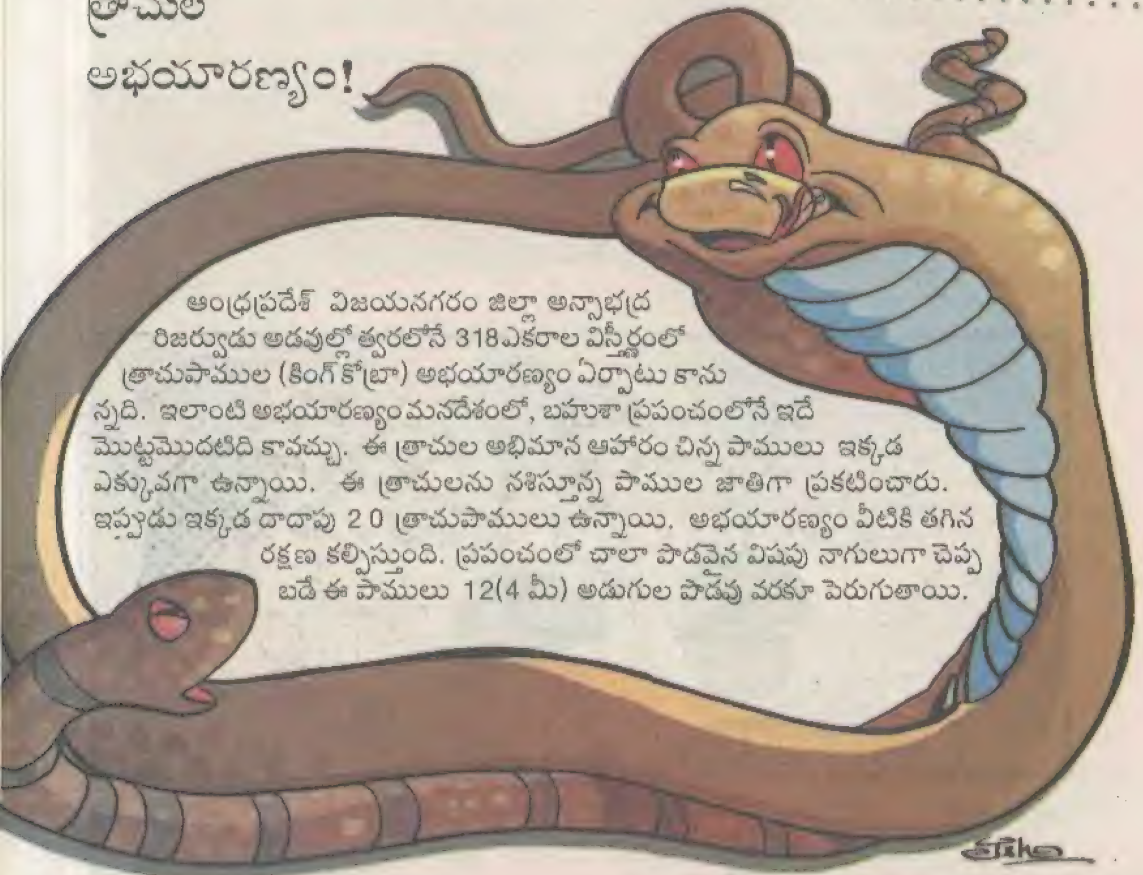 త్రాచుల
అభయారణ్యం!
ఆంధ్రప్రదేశ్ విజయనగరం జిల్లా అన్సాభద్ర
రిజర్వుడు అడవుల్లో త్వరలోనే 318 ఎకరాల విస్తీర్ణంలో
త్రాచుపాముల (కింగ్ కోబ్రా) అభయారణ్యం ఏర్పాటు కాను
న్నది. ఇలాంటి అభయారణ్యం మనదేశంలో, బహుశా ప్రపంచంలోనే ఇదే
మొట్టమొదటిది కావచ్చు. ఈ త్రాచుల అభిమాన ఆహారం చిన్న పాములు ఇక్కడ
ఎక్కువగా ఉన్నాయి. ఈ త్రాచులను నశిస్తూన్న పాముల జాతిగా ప్రకటించారు.
ఇప్పుడు ఇక్కడ దాదాపు 20 త్రాచుపాములు ఉన్నాయి. అభయారణ్యం వీటికి తగిన
రక్షణ కల్పిస్తుంది. ప్రపంచంలో చాలా పొడవైన విషపు నాగులుగా చెప్ప
బడే ఈ పాములు 12(4 మీ) అడుగుల పొడవు వరకూ పెరుగుతాయి.